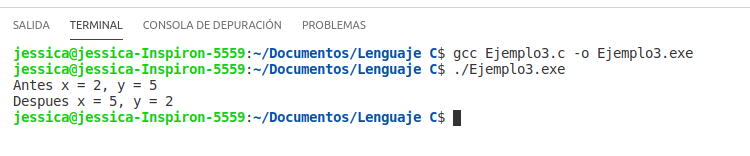 SALIDA TERMINAL CONSOLA DE DEPURACIÓN PROBLEMAS
jessica@jessica-Inspiron-5559:~/Documentos/Lenguaje C$ gcc Ejemplo3.c -o Ejemplo3.exe
jessica@jessica-Inspiron-5559:~/Documentos/Lenguaje C$ ./Ejemplo3.exe
Antes x = 2, y = 5
Despues x = 5, y = 2
jessica@jessica-Inspiron-5559:~/Documentos/Lenguaje C$